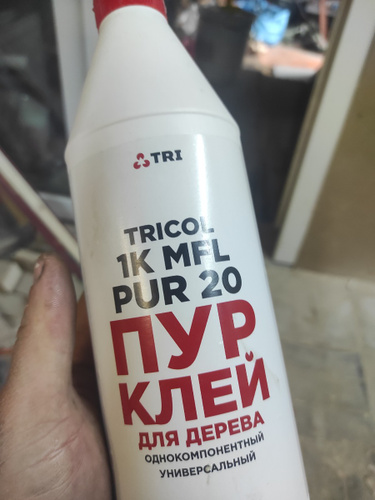 TRI
TRICOL
1K MFL
PUR 20
ПУР
КЛЕЙ
ДЛЯ ДЕРЕВА
ОДНОКОМПОНЕНТНЫЙ
УНИВЕРСАЛЬНЫЙ